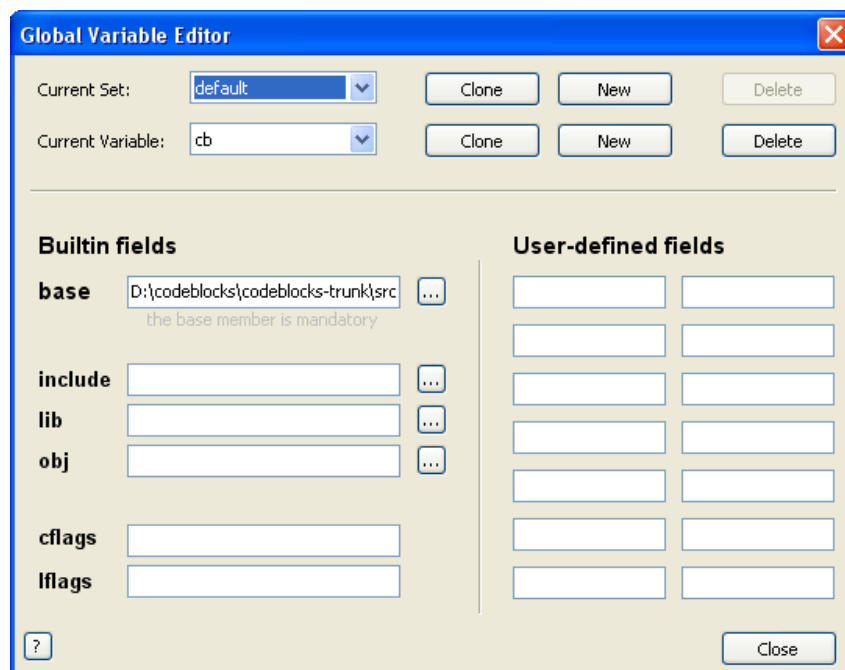 Global Variable Editor
Current Set: default Clone New Delete
Current Variable: cb Clone New Delete
Builtin fields User-defined fields
base D:\codeblocks\codeblocks-trunk\src ...
the base member is mandatory
include ...
lib ...
obj ...
cflags
lflags
? Close